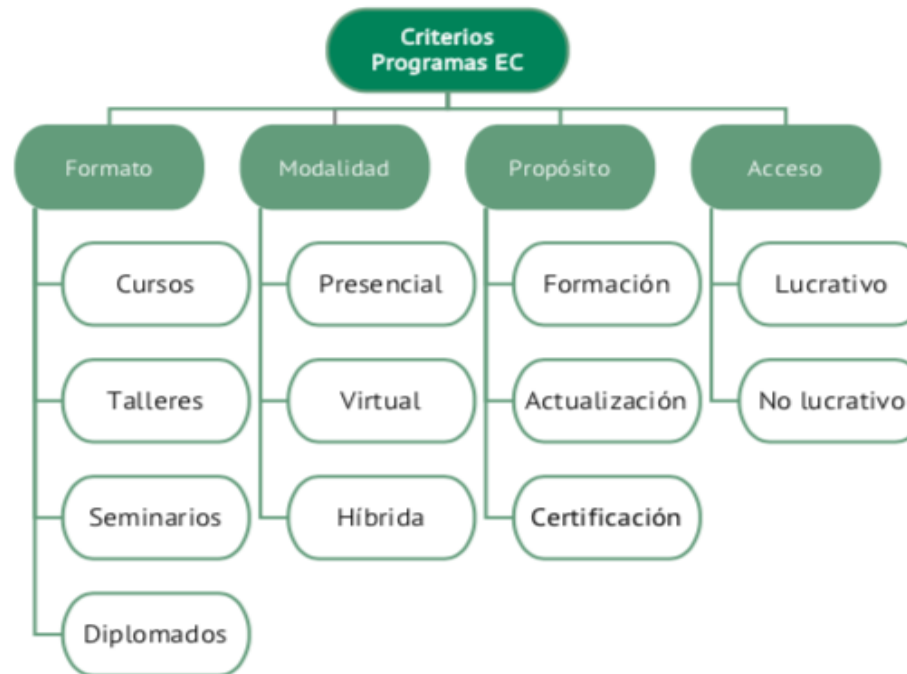 Criterios
Programas EC
Formato
Modalidad
Propósito
Acceso
Cursos
Presencial
Formación
Lucrativo
Talleres
Virtual
Actualización
No lucrativo
Seminarios
Híbrida
Certificación
Diplomados